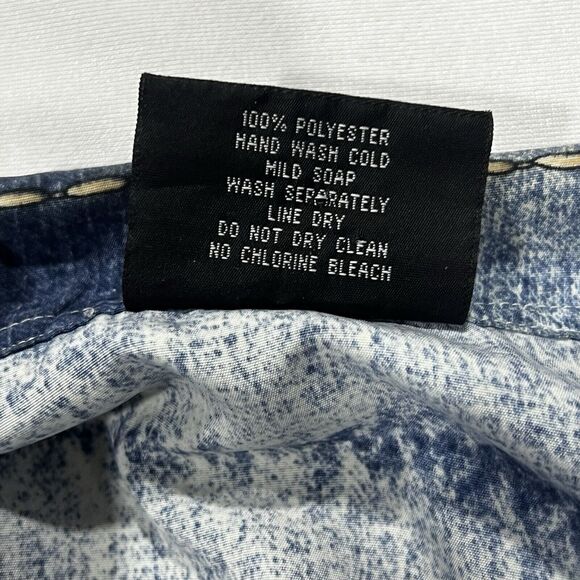 100% POLYESTER
HAND WASH COLD
MILD SOAP
WASH SEPARATELY
LINE DRY
DO NOT DRY CLEAN
NO CHLORINE BLEACH